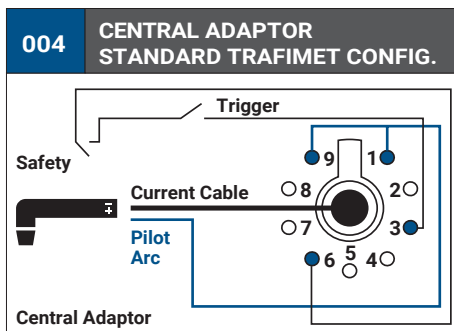 004
CENTRAL ADAPTOR
STANDARD TRAFIMET CONFIG.
Trigger
Safety
9 1
8 2
Current Cable
7 3
Pilot
Arc
6 5 4
Central Adaptor